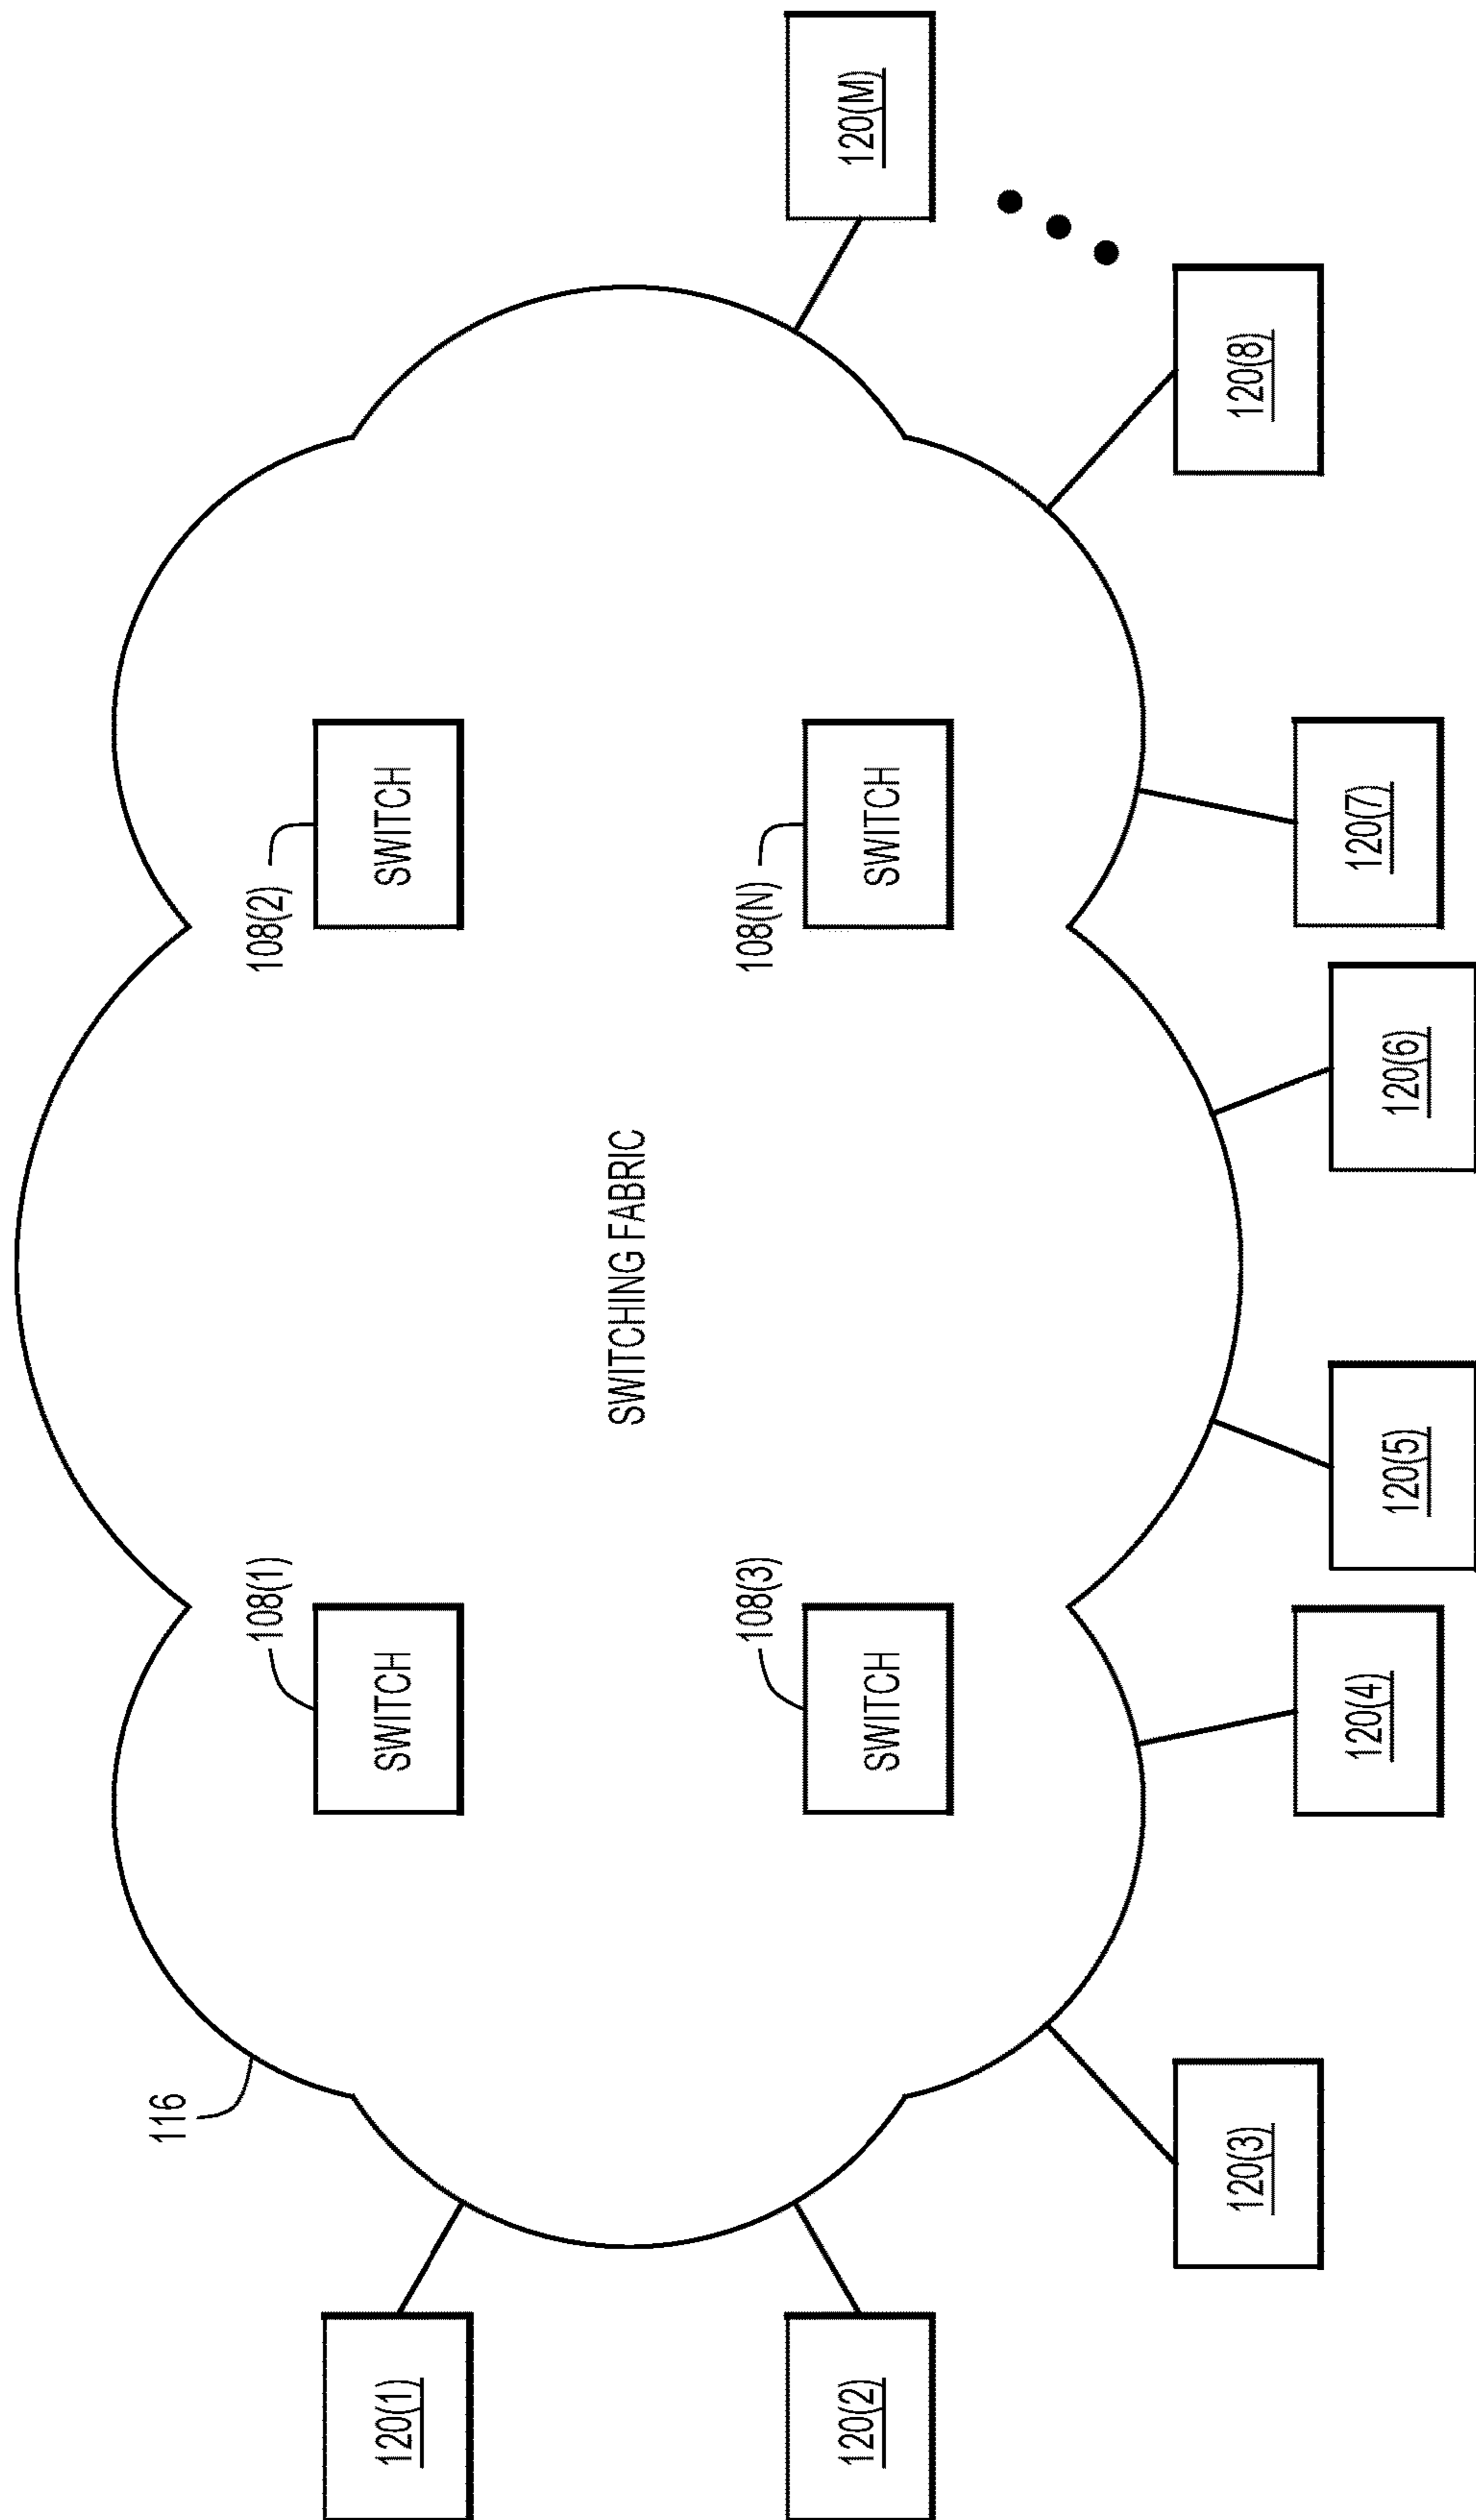 116
108(1)
SWITCH
108(2)
SWITCH
120(1)
SWITCHING FABRIC
108(3)
SWITCH
108(N)
SWITCH
120(2)
120(M)
120(3)
120(8)
120(4)
120(7)
120(5)
120(6)